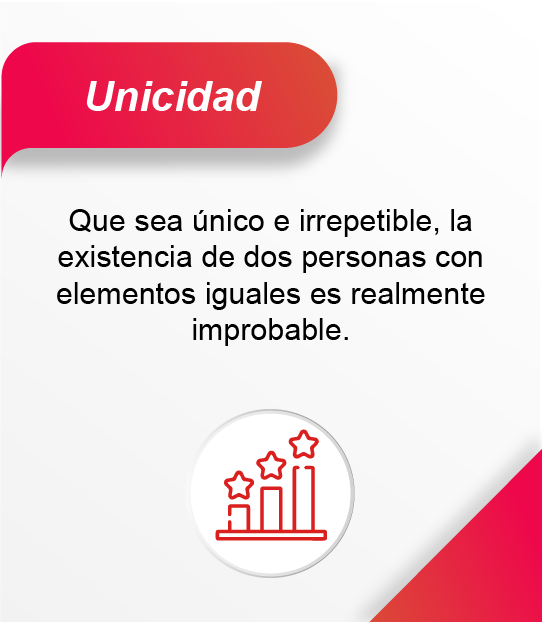 Unicidad
Que sea único e irrepetible, la
existencia de dos personas con
elementos iguales es realmente
improbable.